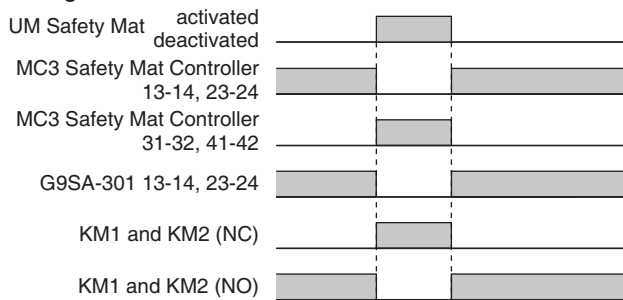 UM Safety Mat activated
deactivated
MC3 Safety Mat Controller
13-14, 23-24
MC3 Safety Mat Controller
31-32, 41-42
G9SA-301 13-14, 23-24
KM1 and KM2 (NC)
KM1 and KM2 (NO)